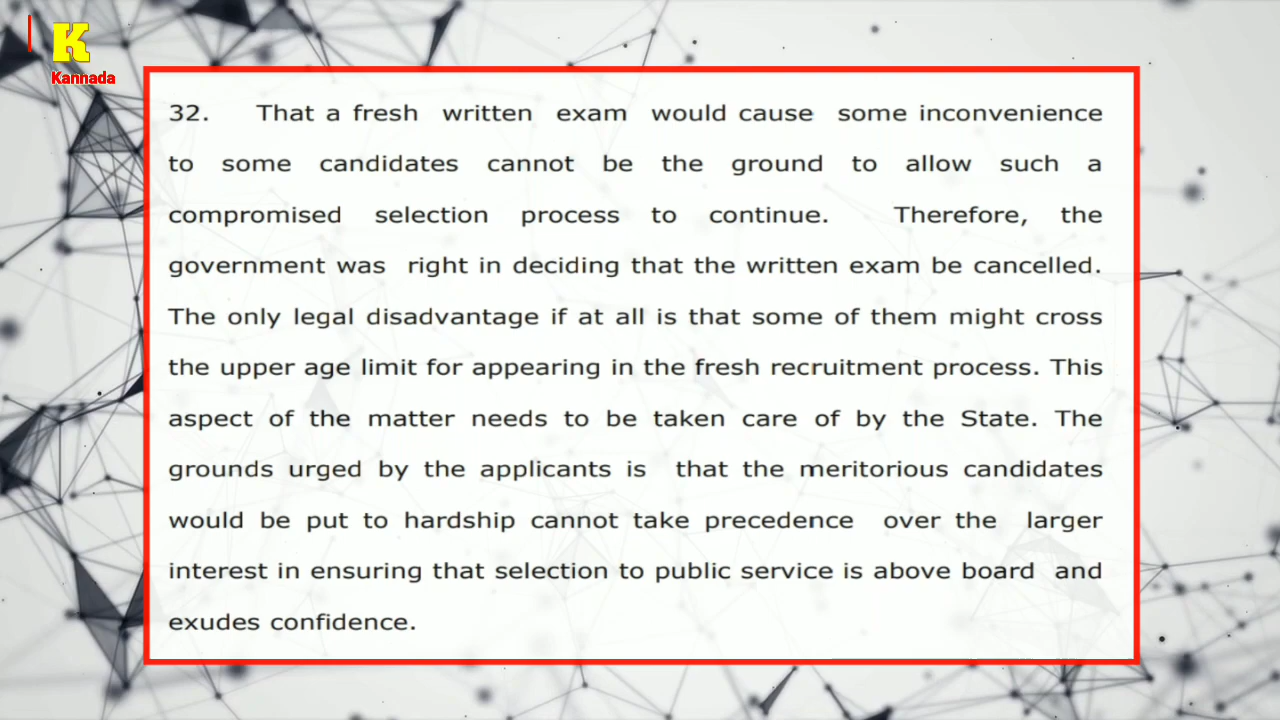 K
Kannada
32. That a fresh written exam would cause some inconvenience
to some candidates cannot be the ground to allow such a
compromised selection process to continue. Therefore, the
government was right in deciding that the written exam be cancelled.
The only legal disadvantage if at all is that some of them might cross
the upper age limit for appearing in the fresh recruitment process. This
aspect of the matter needs to be taken care of by the State. The
grounds urged by the applicants is that the meritorious candidates
would be put to hardship cannot take precedence over the larger
interest in ensuring that selection to public service is above board and
exudes confidence.